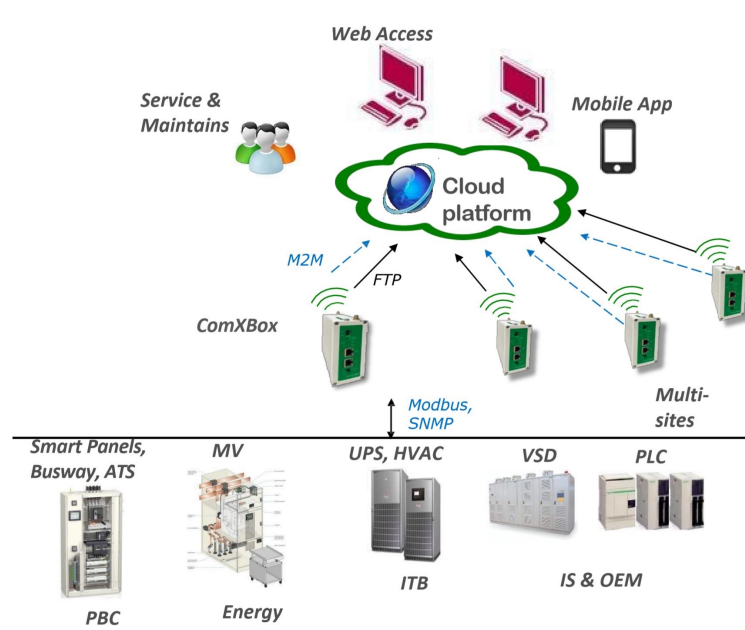 Web Access
Service &
Maintains
Mobile App
Cloud
platform
M2M
FTP
ComXBox
Multi-
sites
Modbus,
SNMP
Smart Panels,
Busway, ATS
MV
UPS, HVAC
VSD
PLC
PBC
Energy
ITB
IS & OEM